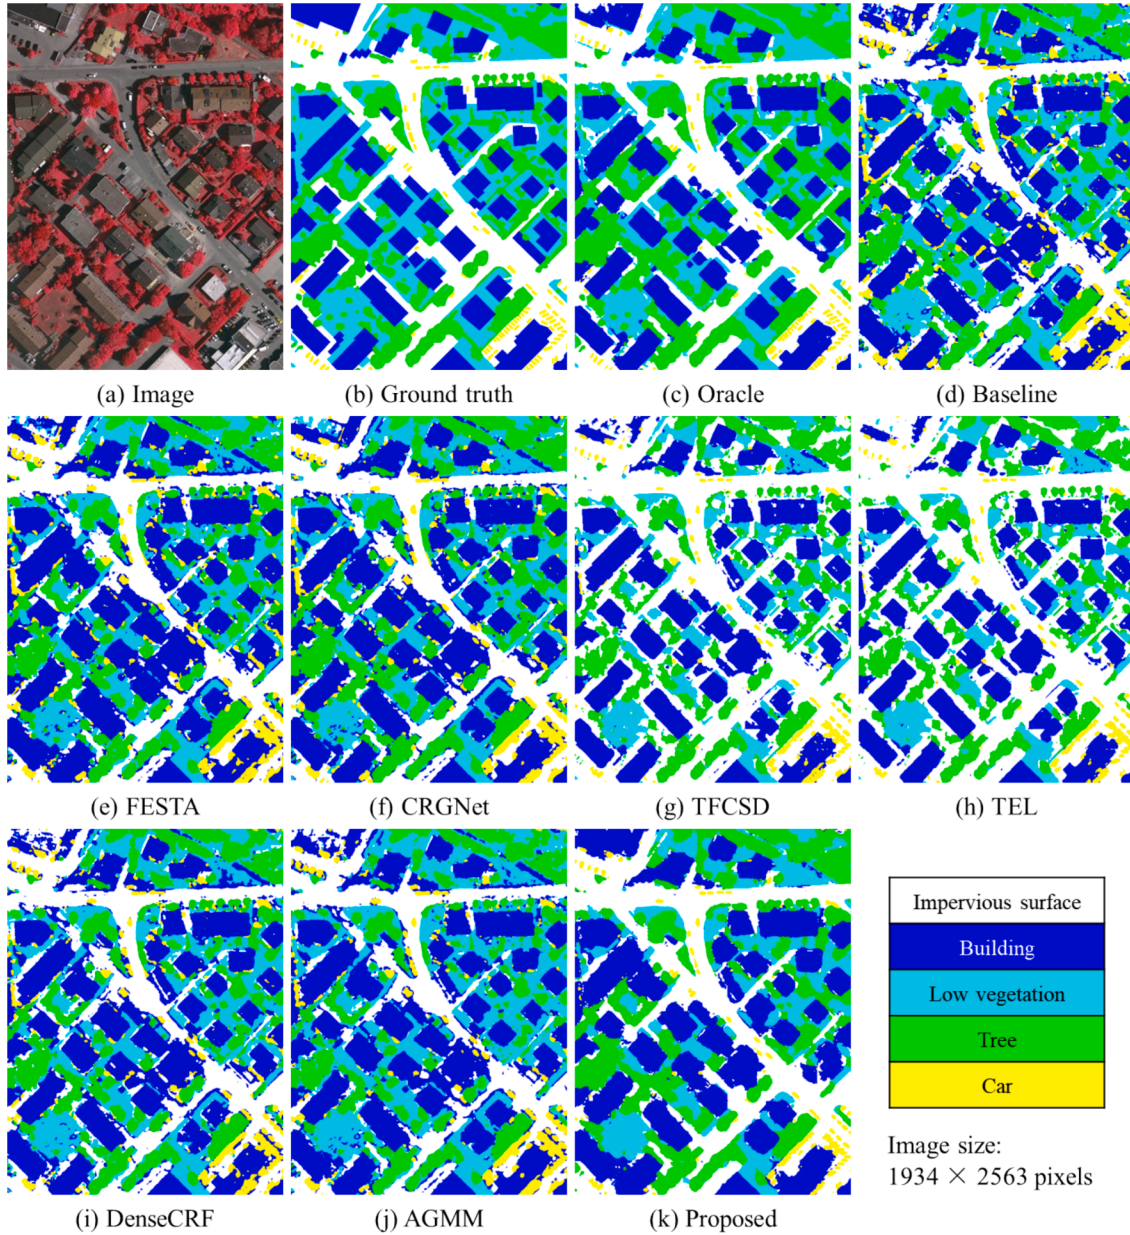 (a) Image
(b) Ground truth
(c) Oracle
(d) Baseline
(e) FESTA
(f) CRGNet
(g) TFCSD
(h) TEL
Impervious surface
Building
Low vegetation
Tree
Car
Image size:
1934 × 2563 pixels
(i) DenseCRF
(j) AGMM
(k) Proposed